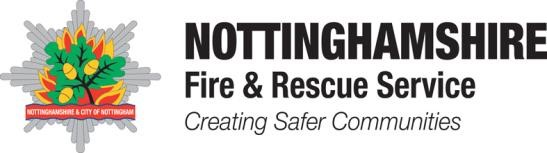 NOTTINGHAMSHIRE
Fire & Rescue Service
Creating Safer Communities
NOTTINGHAMSHIRE & CITY OF NOTTINGHAM